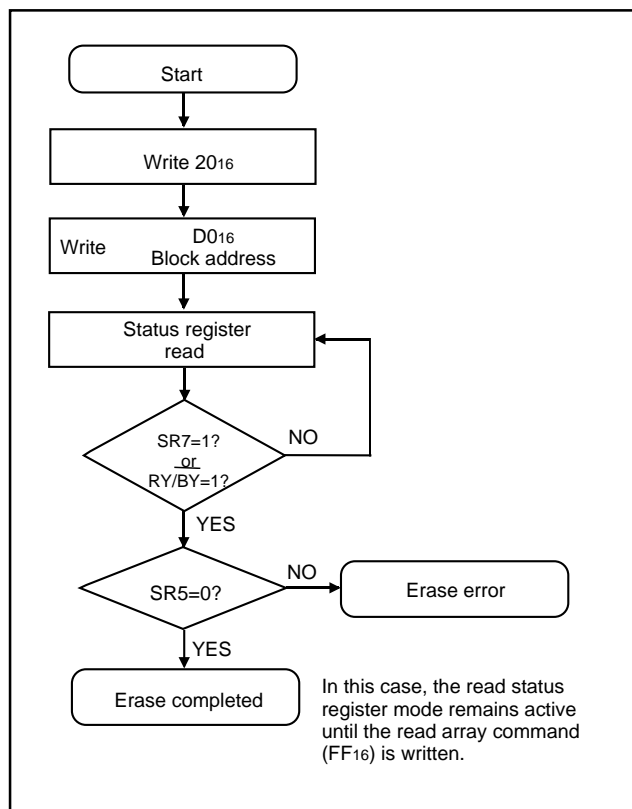 Start
Write 20₁₆
Write D0₁₆
Block address
Status register
read
SR7=1?
or
RY/BY=1?
NO
YES
SR5=0?
NO
Erase error
YES
Erase completed
In this case, the read status
register mode remains active
until the read array command
(FF₁₆) is written.